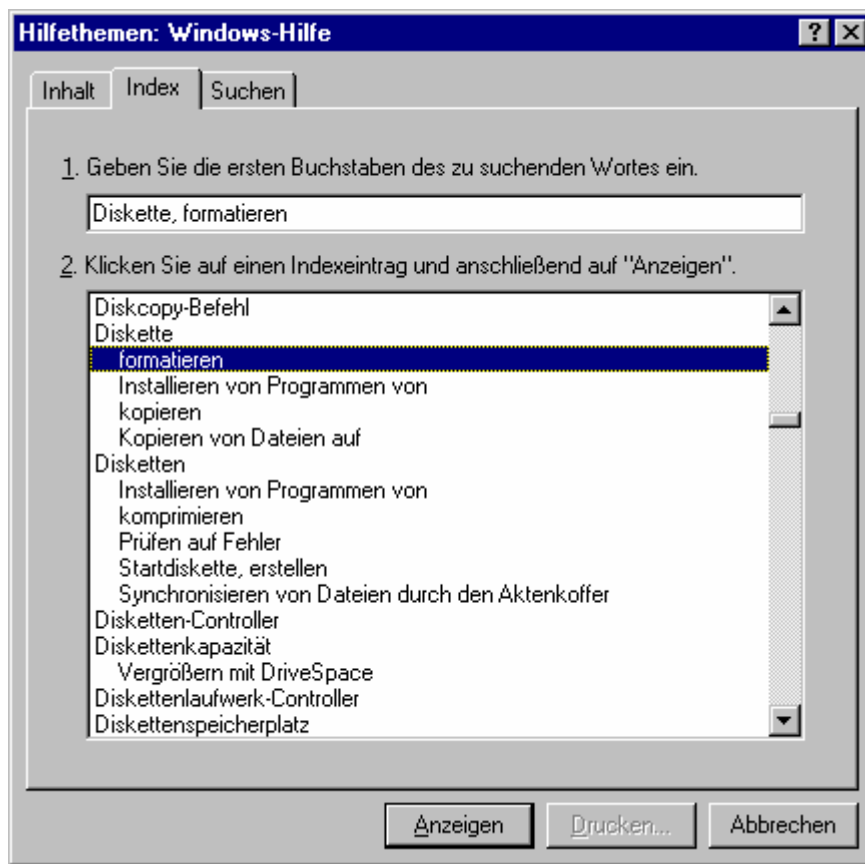 Hilfethemen: Windows-Hilfe
Inhalt Index Suchen
1. Geben Sie die ersten Buchstaben des zu suchenden Wortes ein.
Diskette, formatieren
2. Klicken Sie auf einen Indexeintrag und anschließend auf "Anzeigen".
Diskcopy-Befehl
Diskette
formatieren
Installieren von Programmen von
kopieren
Kopieren von Dateien auf
Disketten
Installieren von Programmen von
komprimieren
Prüfen auf Fehler
Startdiskette, erstellen
Synchronisieren von Dateien durch den Aktenkoffer
Disketten-Controller
Diskettenkapazität
Vergrößern mit DriveSpace
Diskettenlaufwerk-Controller
Diskettenspeicherplatz
Anzeigen Drucken... Abbrechen